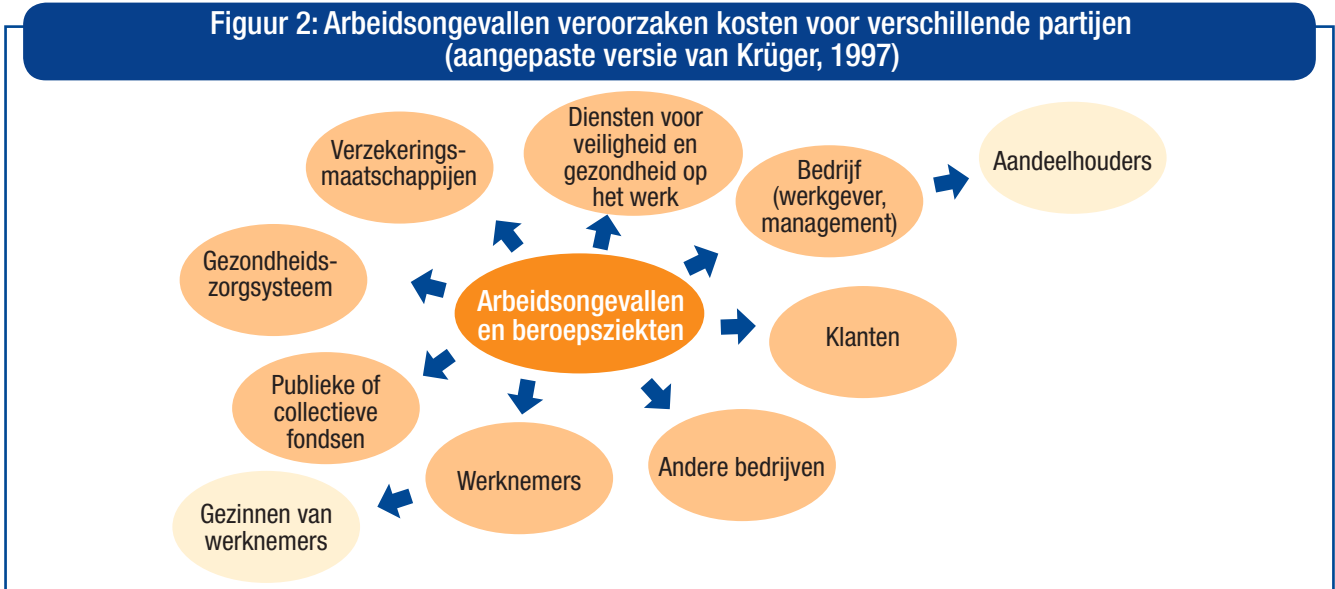 Figuur 2: Arbeidsongevallen veroorzaken kosten voor verschillende partijen
(aangepaste versie van Krüger, 1997)
Verzekerings-
maatschappijen
Diensten voor
veiligheid en
gezondheid op
het werk
Bedrijf
(werkgever,
management)
Aandeelhouders
Gezondheids-
zorgsysteem
Arbeidsongevallen
en beroepsziekten
Klanten
Publieke of
collectieve
fondsen
Werknemers
Andere bedrijven
Gezinnen van
werknemers